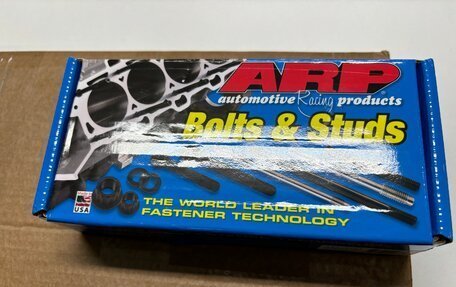 ARP
automotive Racing products
Bolts & Studs
USA
THE WORLD LEADER IN
FASTENER TECHNOLOGY